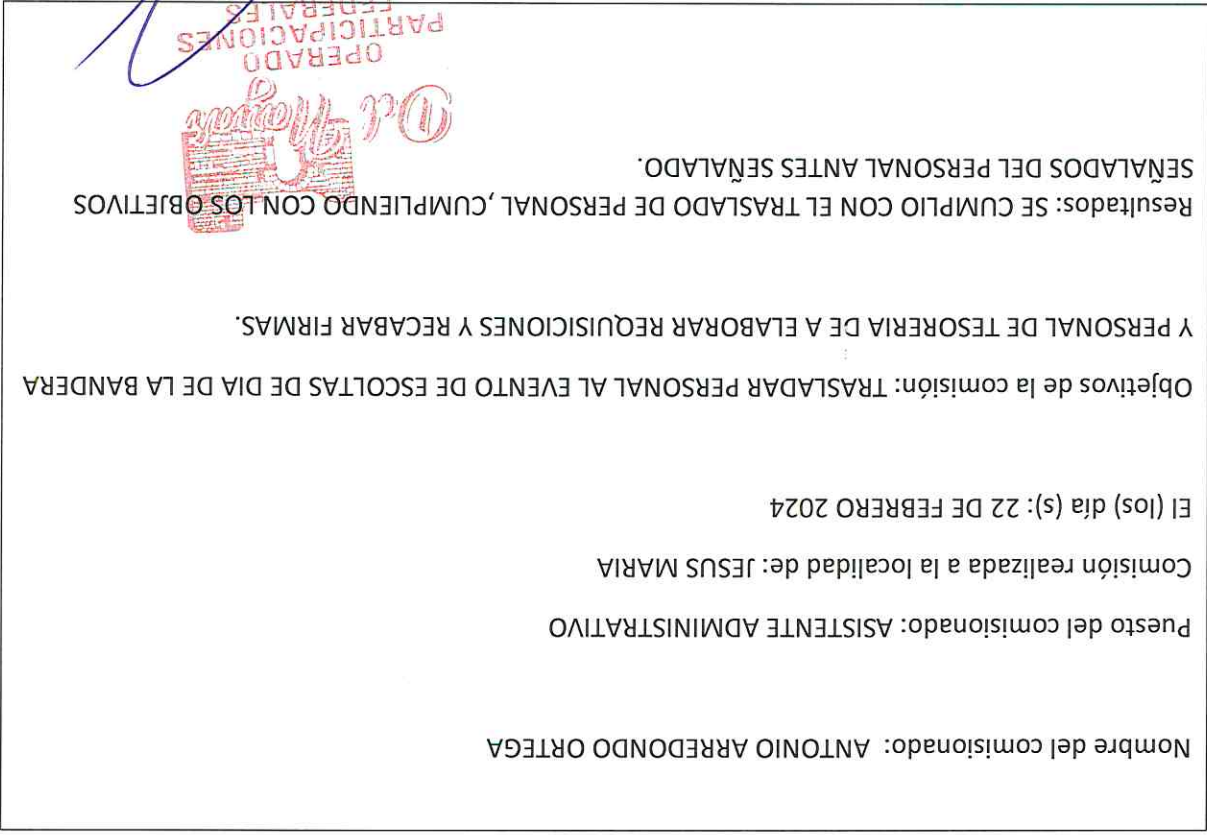 Nombre del comisionado: ANTONIO ARREDONDO ORTEGA
Puesto del comisionado: ASISTENTE ADMINISTRATIVO
Comisión realizada a la localidad de: JESUS MARIA
El (los) día (s): 22 DE FEBRERO 2024
Objetivos de la comisión: TRASLADAR PERSONAL AL EVENTO DE ESCOLTAS DE DIA DE LA BANDERA
Y PERSONAL DE TESORERIA DE A ELABORAR REQUISICIONES Y RECABAR FIRMAS.
Resultados: SE CUMPLIO CON EL TRASLADO DE PERSONAL ,CUMPLIENDO CON LOS OBJETIVOS
SEÑALADOS DEL PERSONAL ANTES SEÑALADO.
Del Nayar
OPERADO
PARTICIPACIONES
FEDERALES